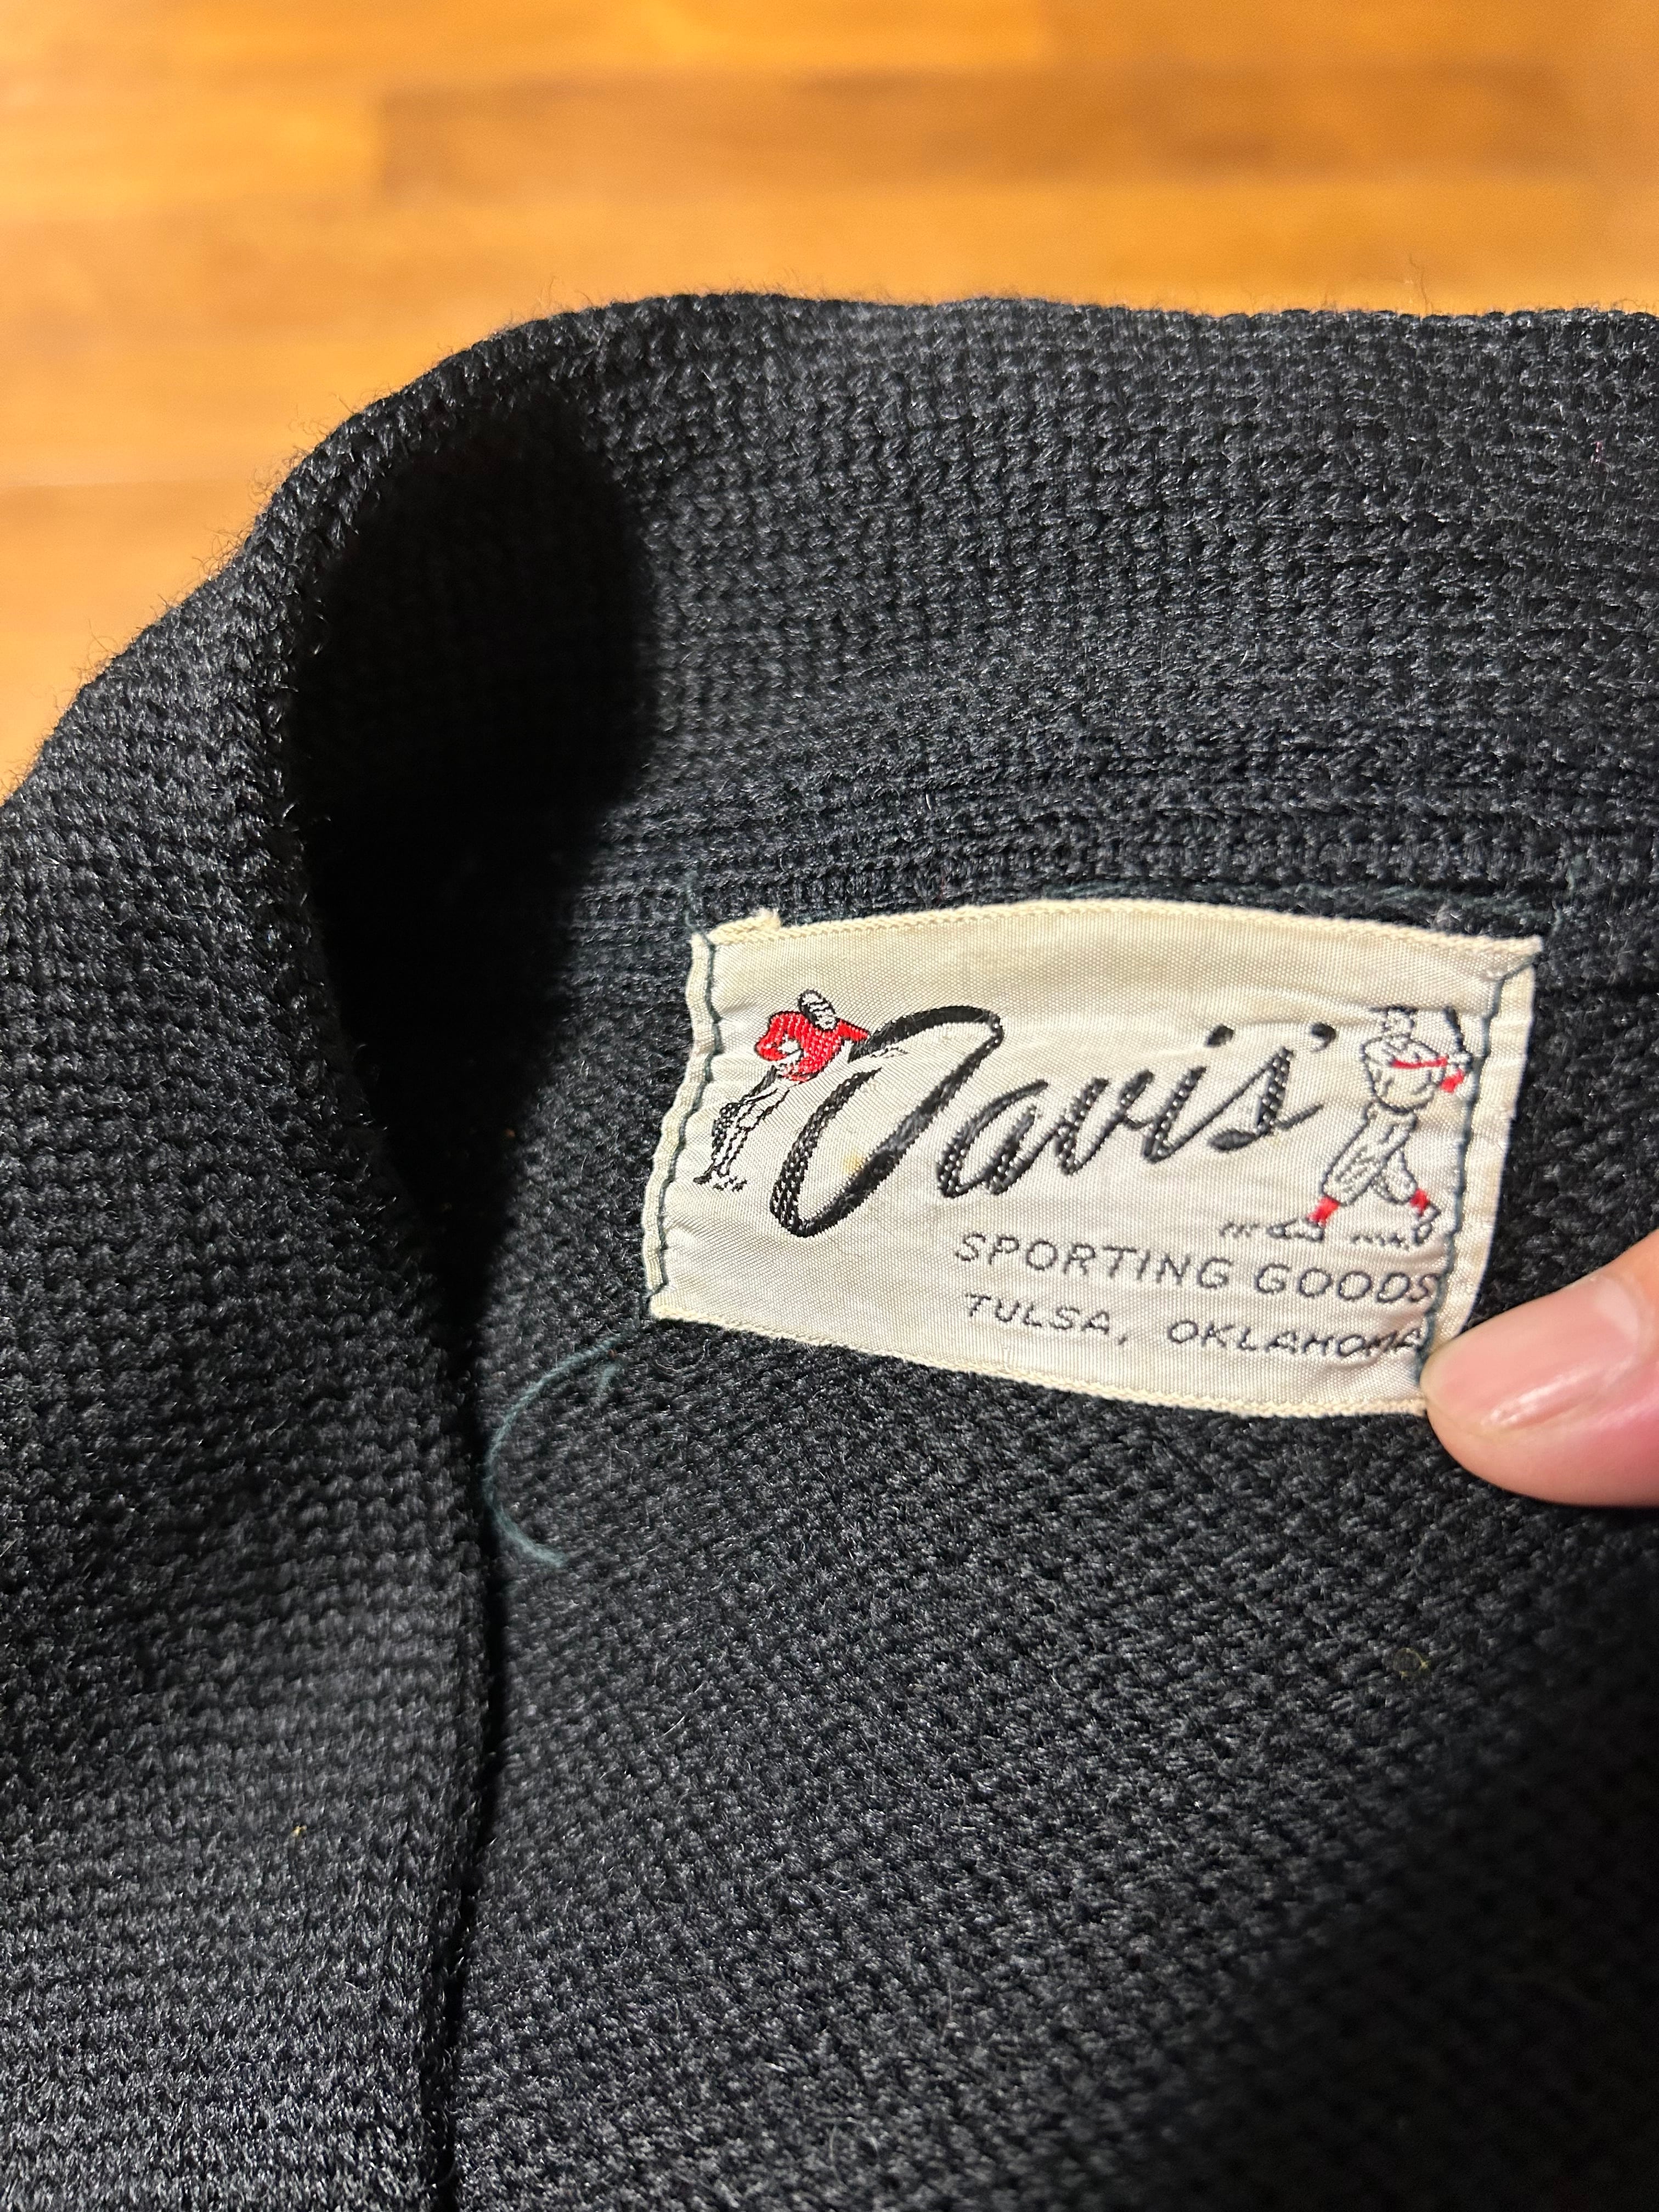 Davis'
SPORTING GOODS
TULSA, OKLAHOMA